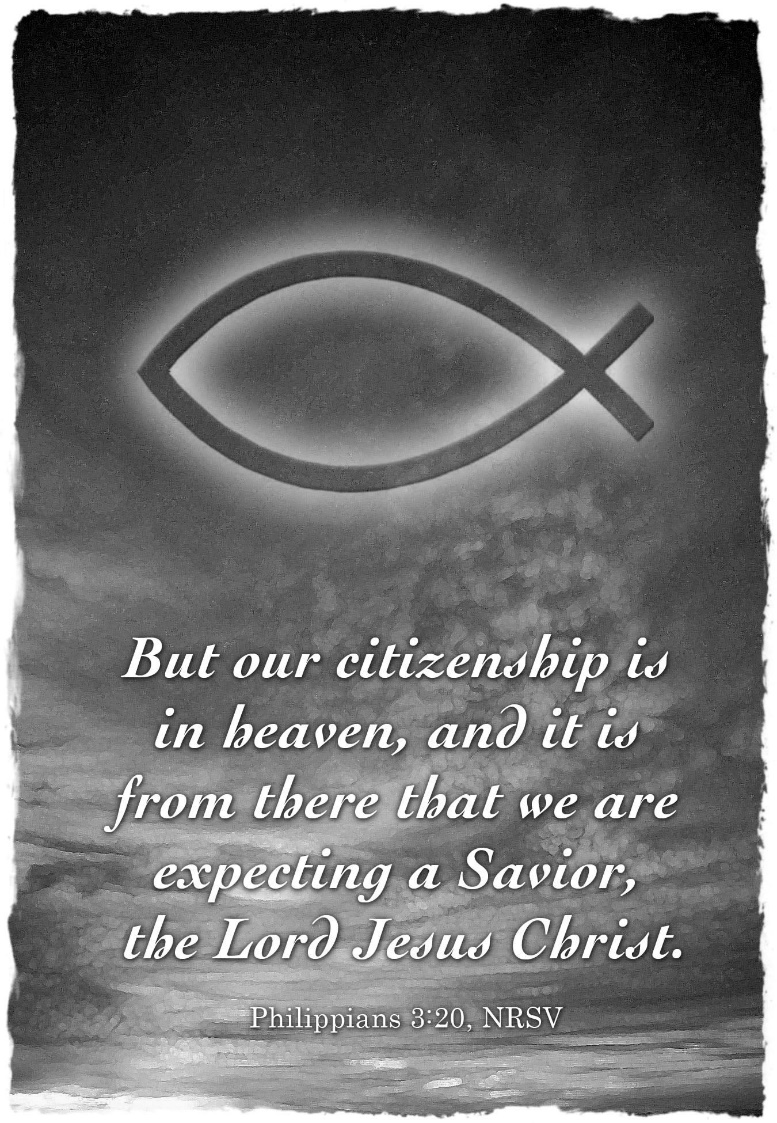 But our citizenship is
in heaven, and it is
from there that we are
expecting a Savior,
the Lord Jesus Christ.
Philippians 3:20, NRSV